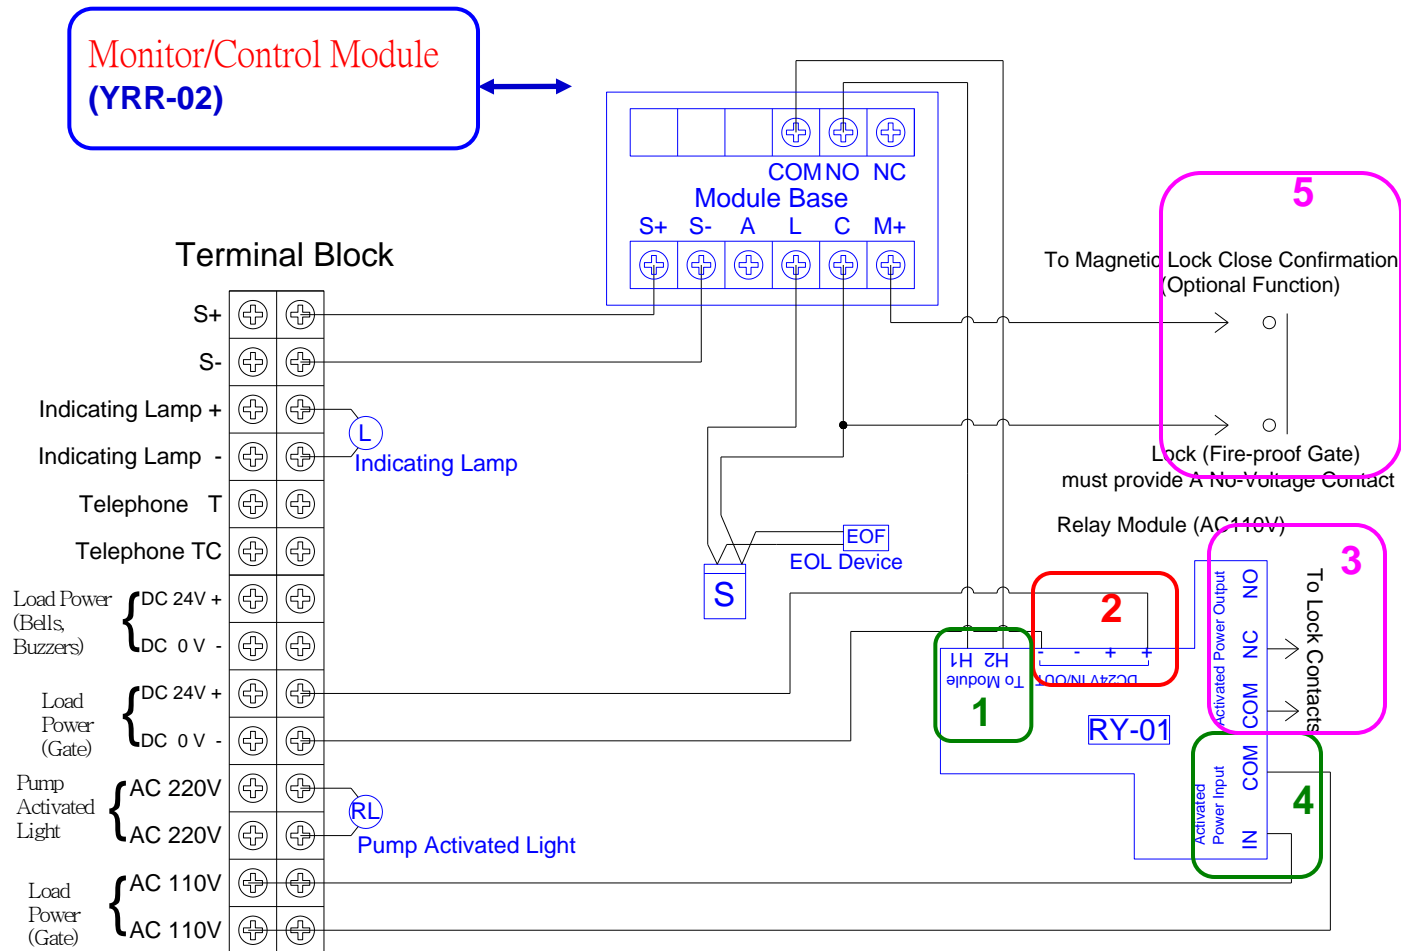 Monitor/Control Module
(YRR-02)
COM NO NC
Module Base
S+ S- A L C M+
5
To Magnetic Lock Close Confirmation
(Optional Function)
Lock (Fire-proof Gate)
must provide A No-Voltage Contact
Terminal Block
S+
S-
Indicating Lamp +
Indicating Lamp -
L
Indicating Lamp
Telephone T
Telephone TC
Load Power
(Bells,
Buzzers)
DC 24V +
DC 0 V -
Load
Power
(Gate)
DC 24V +
DC 0 V -
Pump
Activated
Light
AC 220V
AC 220V
RL
Pump Activated Light
Load
Power
(Gate)
AC 110V
AC 110V
EOF
EOL Device
S
Relay Module (AC110V)
2
- - + +
DC24V IN/OUT
H1 H2
To Module
1
RY-01
3
Activated Power Output
NO
NC
COM
To Lock Contacts
4
Activated
Power Input
COM
IN